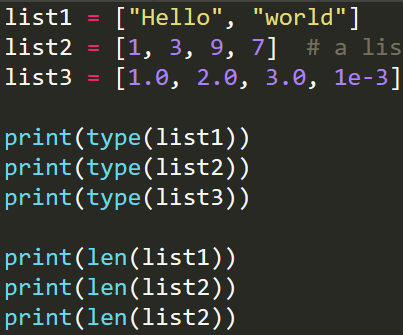 list1 = ["Hello", "world"]
list2 = [1, 3, 9, 7]  # a lis
list3 = [1.0, 2.0, 3.0, 1e-3]
print(type(list1))
print(type(list2))
print(type(list3))
print(len(list1))
print(len(list2))
print(len(list2))